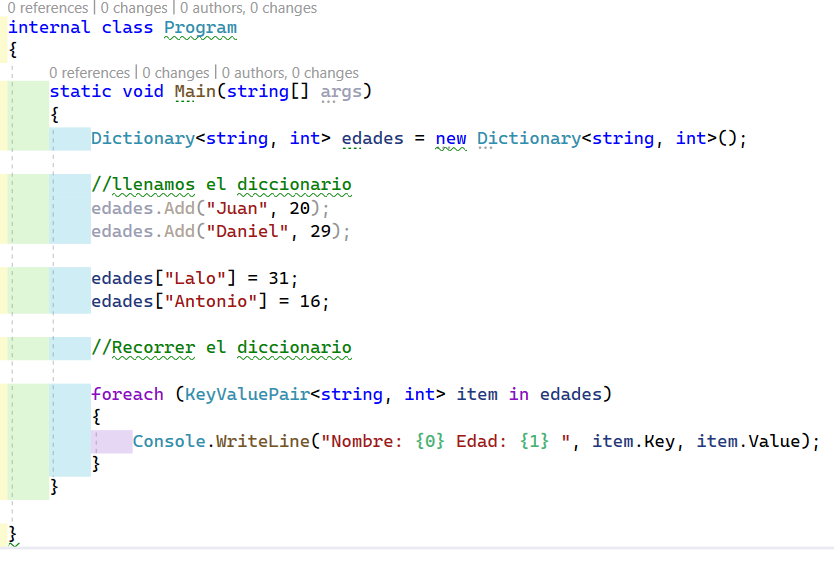 0 references | 0 changes | 0 authors, 0 changes
internal class Program
{
0 references | 0 changes | 0 authors, 0 changes
static void Main(string[] args)
{
Dictionary<string, int> edades = new Dictionary<string, int>();
//llenamos el diccionario
edades.Add("Juan", 20);
edades.Add("Daniel", 29);
edades["Lalo"] = 31;
edades["Antonio"] = 16;
//Recorrer el diccionario
foreach (KeyValuePair<string, int> item in edades)
{
Console.WriteLine("Nombre: {0} Edad: {1} ", item.Key, item.Value);
}
}
}